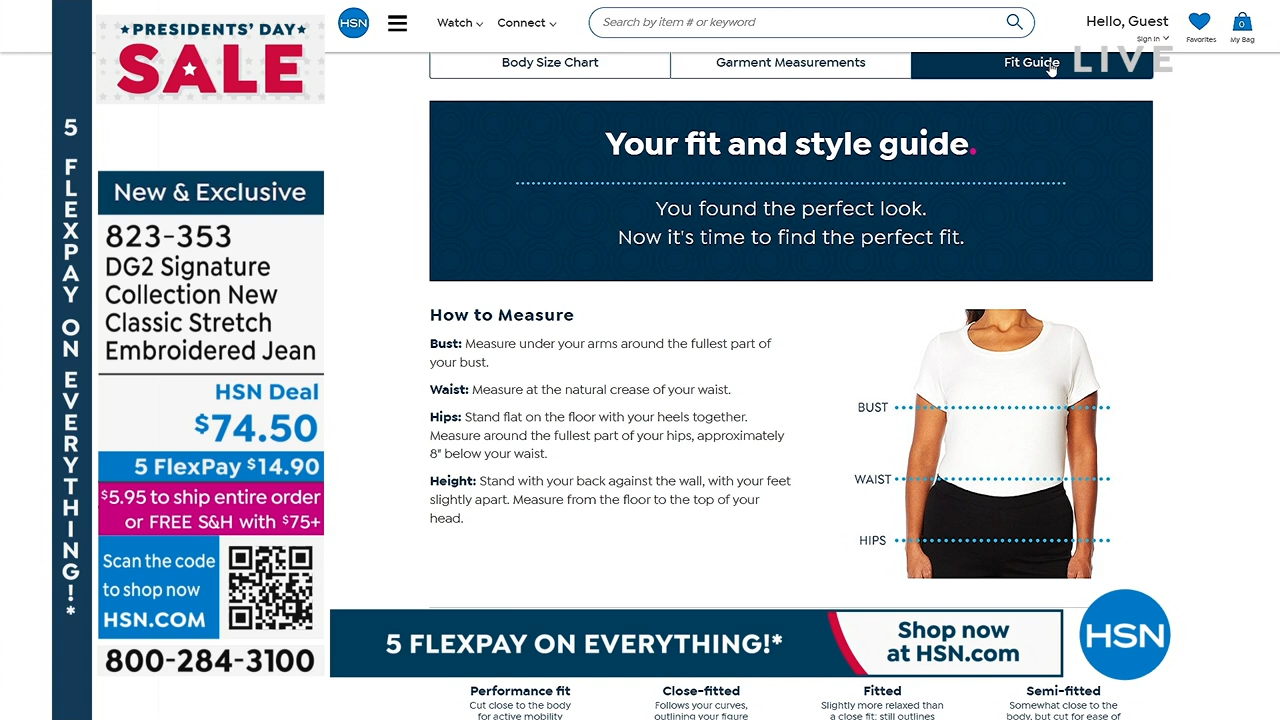 PRESIDENTS' DAY
SALE
5 FLEXPAY ON EVERYTHING!*
New & Exclusive
823-353
DG2 Signature
Collection New
Classic Stretch
Embroidered Jean
HSN Deal
$74.50
5 FlexPay $14.90
$5.95 to ship entire order
or FREE S&H with $75+
Scan the code
to shop now
HSN.COM
800-284-3100
HSN
Watch
Connect
Search by item # or keyword
Hello, Guest
Sign In
Favorites
0
My Bag
LIVE
Body Size Chart
Garment Measurements
Fit Guide
Your fit and style guide.
You found the perfect look.
Now it's time to find the perfect fit.
How to Measure
Bust: Measure under your arms around the fullest part of
your bust.
Waist: Measure at the natural crease of your waist.
Hips: Stand flat on the floor with your heels together.
Measure around the fullest part of your hips, approximately
8" below your waist.
Height: Stand with your back against the wall, with your feet
slightly apart. Measure from the floor to the top of your
head.
BUST
WAIST
HIPS
5 FLEXPAY ON EVERYTHING!*
Shop now
at HSN.com
HSN
Performance fit
Cut close to the body
for active mobility
Close-fitted
Follows your curves,
outlining your figure
Fitted
Slightly more relaxed than
a close fit; still outlines
Semi-fitted
Somewhat close to the
body, but cut for ease of